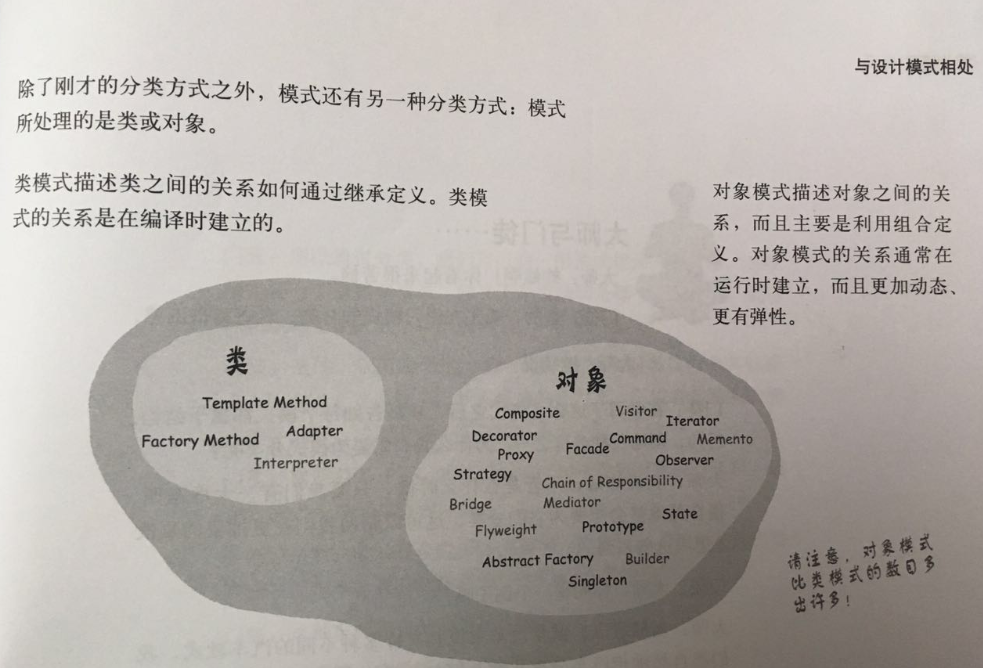 与设计模式相处
除了刚才的分类方式之外，模式还有另一种分类方式：模式
所处理的是类或对象。
类模式描述类之间的关系如何通过继承定义。类模
式的关系是在编译时建立的。
对象模式描述对象之间的关
系，而且主要是利用组合定
义。对象模式的关系通常在
运行时建立，而且更加动态、
更有弹性。
类
Template Method
Factory Method
Adapter
Interpreter
对象
Composite
Visitor
Iterator
Decorator
Command
Memento
Proxy
Facade
Observer
Strategy
Chain of Responsibility
Bridge
Mediator
State
Flyweight
Prototype
Abstract Factory
Builder
Singleton
请注意，对象模式
比类模式的数目多
出许多！